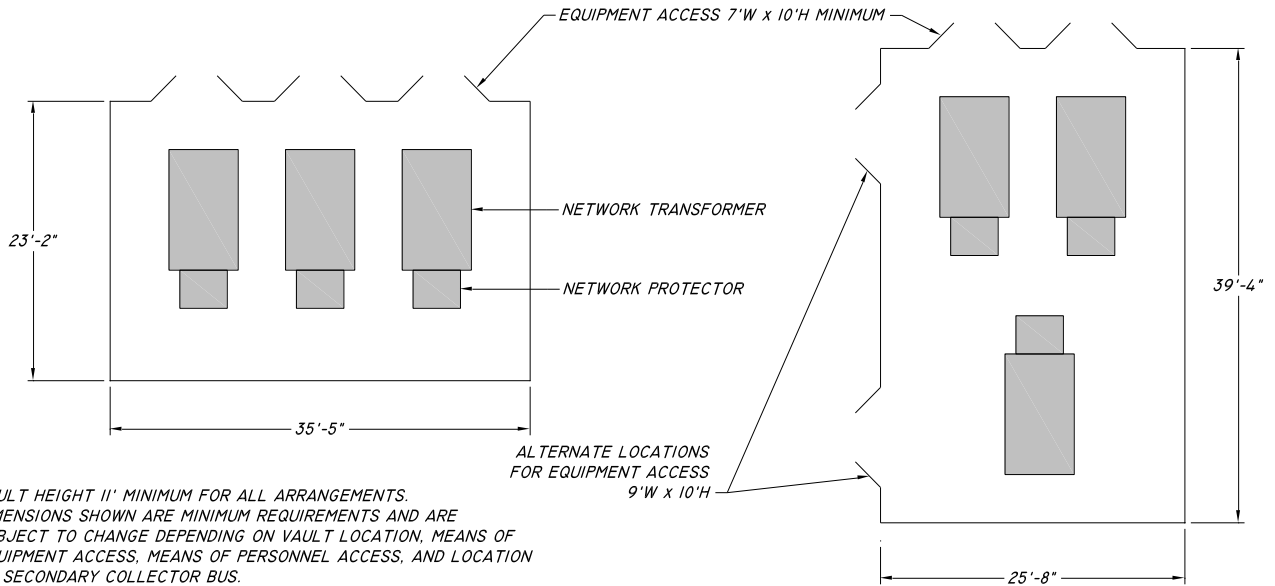 EQUIPMENT ACCESS 7'W x 10'H MINIMUM
23'-2"
NETWORK TRANSFORMER
NETWORK PROTECTOR
35'-5"
39'-4"
ALTERNATE LOCATIONS
FOR EQUIPMENT ACCESS
9'W x 10'H
25'-8"
HEIGHT 11' MINIMUM FOR ALL ARRANGEMENTS.
SHOWN ARE MINIMUM REQUIREMENTS AND ARE
TO CHANGE DEPENDING ON VAULT LOCATION, MEANS OF
ACCESS, MEANS OF PERSONNEL ACCESS, AND LOCATION
SECONDARY COLLECTOR BUS.